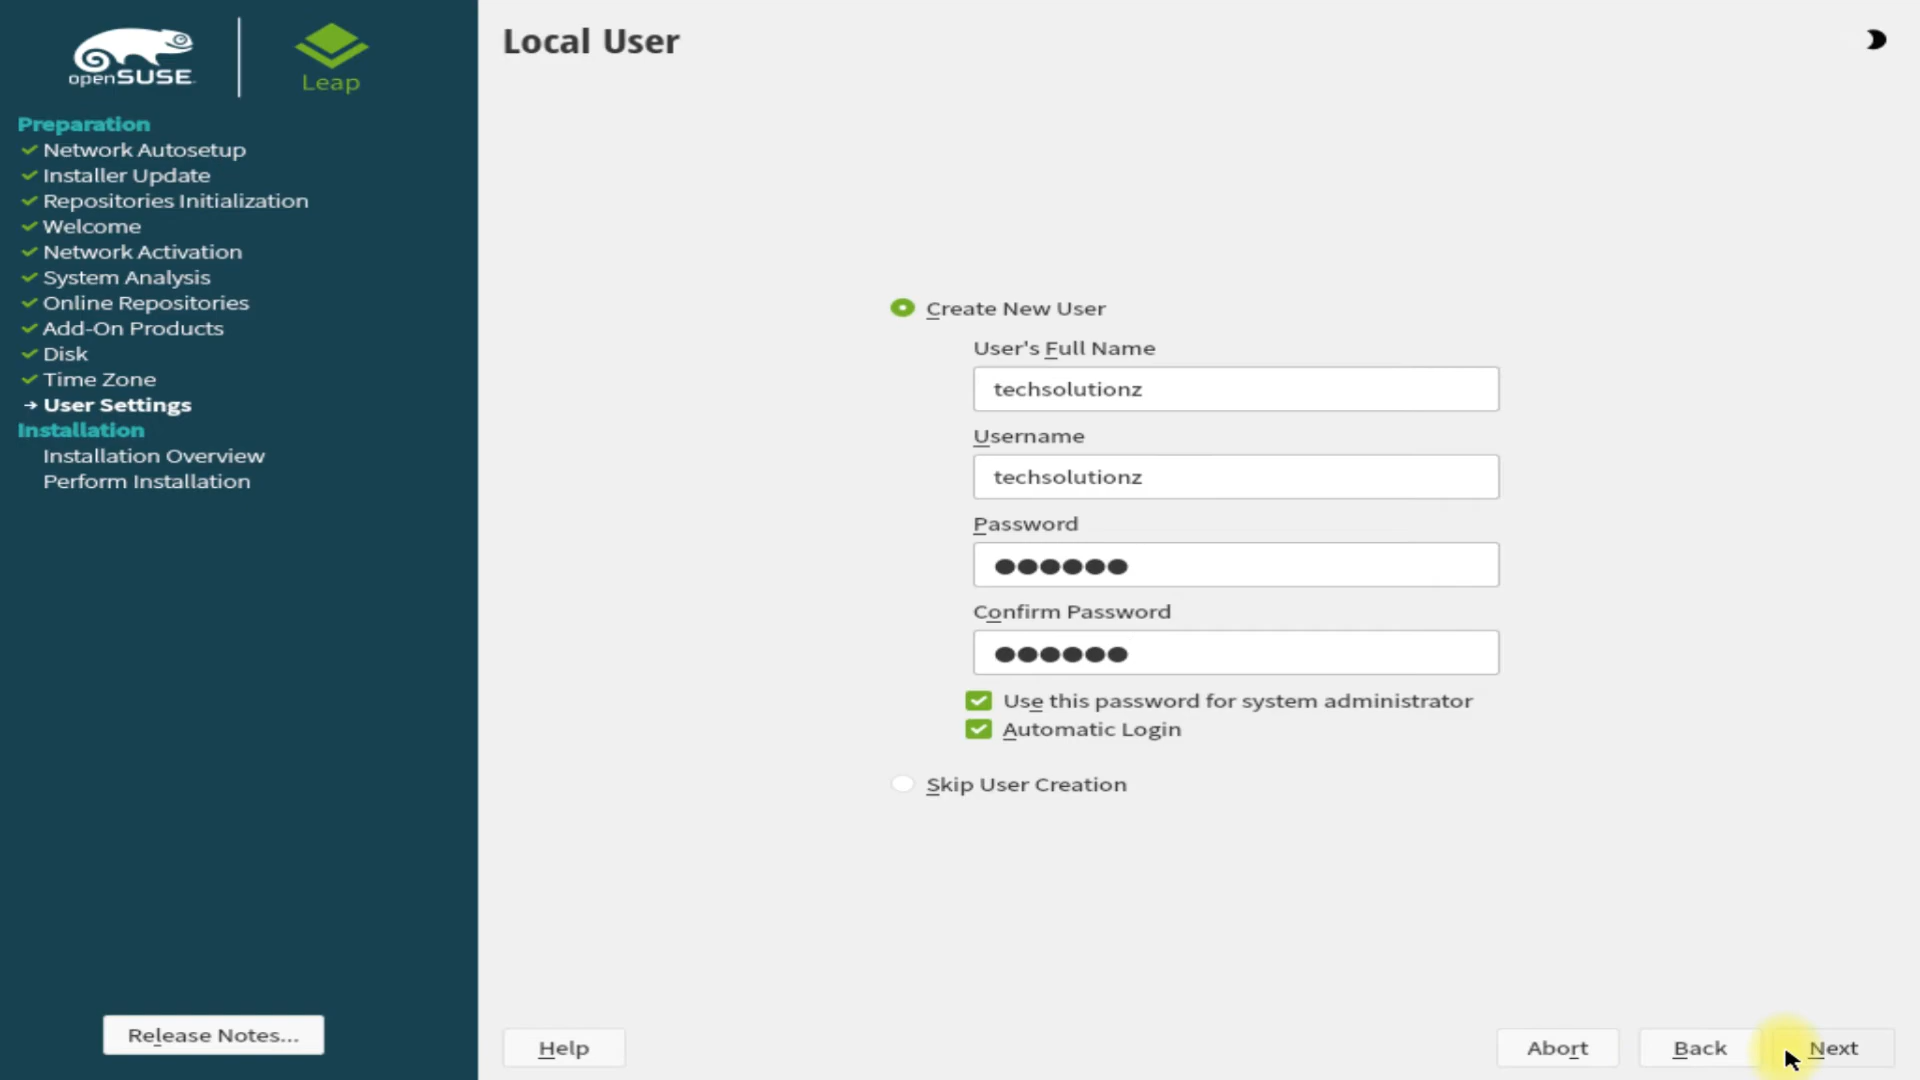 openSUSE
Leap
Preparation
Network Autosetup
Installer Update
Repositories Initialization
Welcome
Network Activation
System Analysis
Online Repositories
Add-On Products
Disk
Time Zone
User Settings
Installation
Installation Overview
Perform Installation
Release Notes...
Local User
Create New User
User's Full Name
techsolutionz
Username
techsolutionz
Password
●●●●●●
Confirm Password
●●●●●●
Use this password for system administrator
Automatic Login
Skip User Creation
Help
Abort
Back
Next